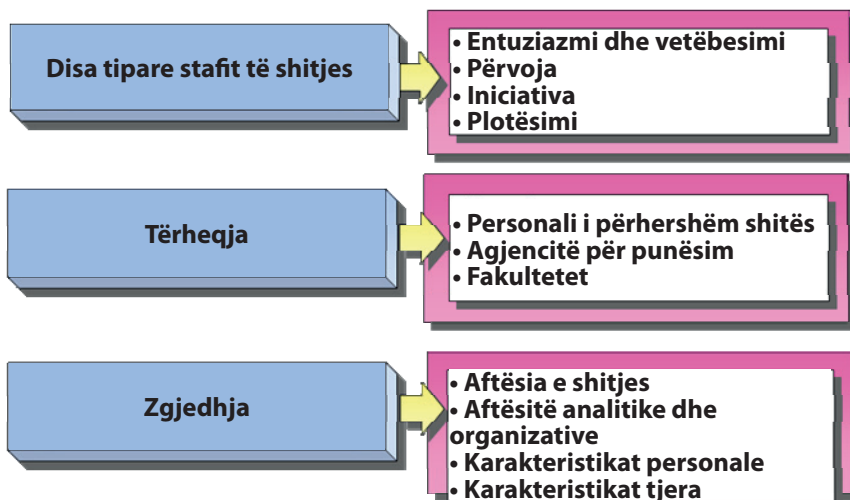 Disa tipare stafit të shitjes
• Entuziazmi dhe vetëbesimi
• Përvoja
• Iniciativa
• Plotësimi
Tërheqja
• Personali i përhershëm shitës
• Agjencitë për punësim
• Fakultetet
Zgjedhja
• Aftësia e shitjes
• Aftësitë analitike dhe
organizative
• Karakteristikat personale
• Karakteristikat tjera